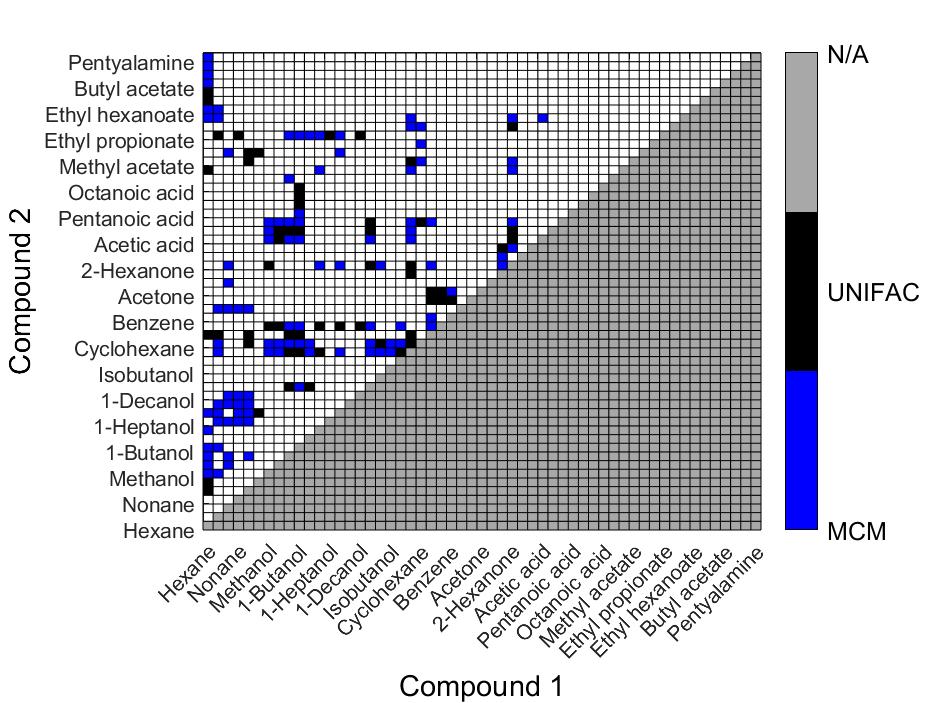 Pentyalamine
Butyl acetate
Ethyl hexanoate
Ethyl propionate
Methyl acetate
Octanoic acid
Pentanoic acid
Acetic acid
2-Hexanone
Acetone
Benzene
Cyclohexane
Isobutanol
1-Decanol
1-Heptanol
1-Butanol
Methanol
Nonane
Hexane
Compound 2
Hexane
Nonane
Methanol
1-Butanol
1-Heptanol
1-Decanol
Isobutanol
Cyclohexane
Benzene
Acetone
2-Hexanone
Acetic acid
Pentanoic acid
Octanoic acid
Methyl acetate
Ethyl propionate
Ethyl hexanoate
Butyl acetate
Pentyalamine
Compound 1
N/A
UNIFAC
MCM